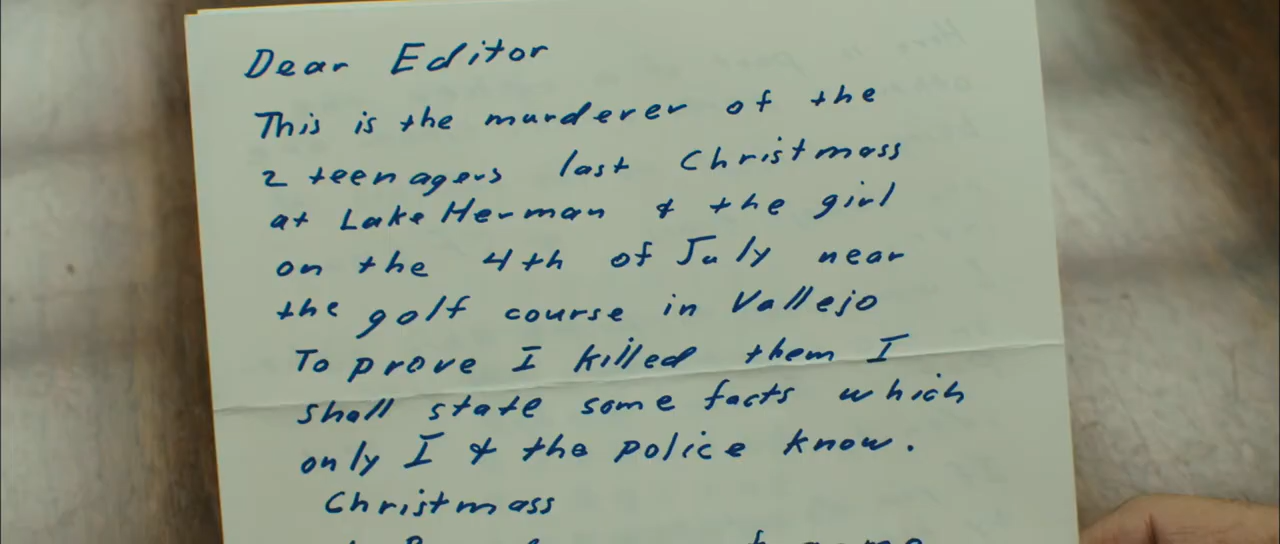 Dear Editor
This is the murderer of the
2 teenagers last Christmass
at Lake Herman & the girl
on the 4th of July near
the golf course in Vallejo
To prove I killed them I
shall state some facts which
only I & the police know.
Christmass